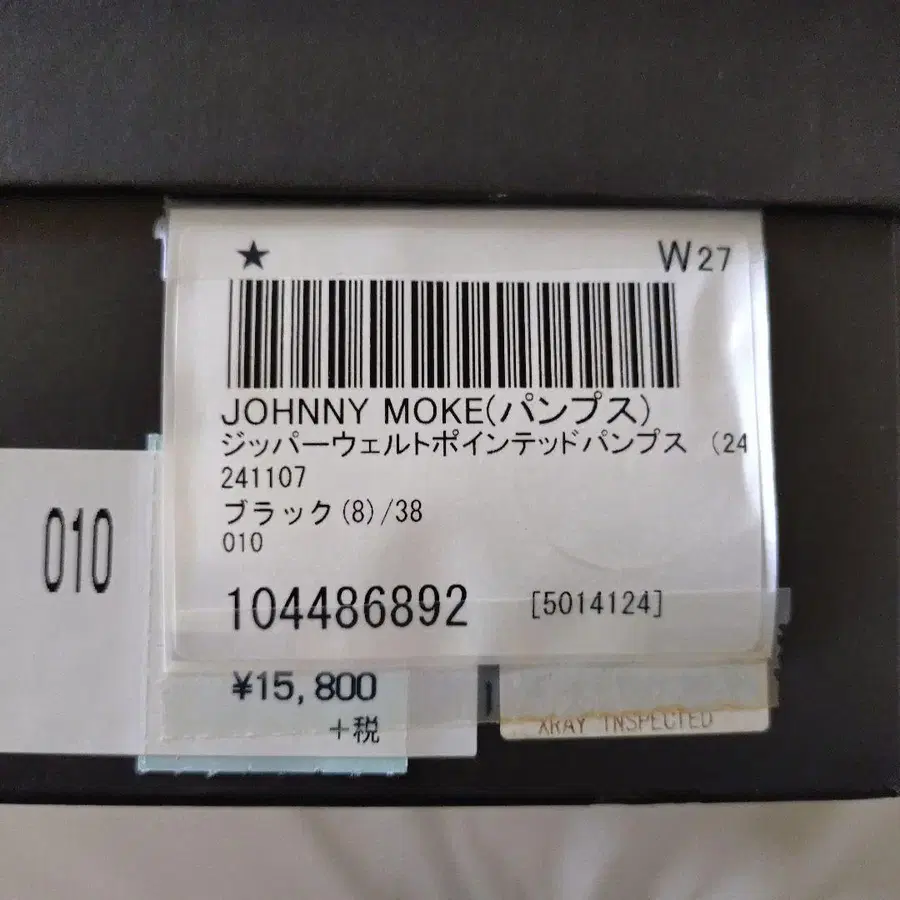 ★ W27
JOHNNY MOKE(パンプス)
ジッパーウェルトポインテッドパンプス (24
241107
ブラック(8)/38
010
010
104486892 [5014124]
¥15,800
+税
XRAY INSPECTED